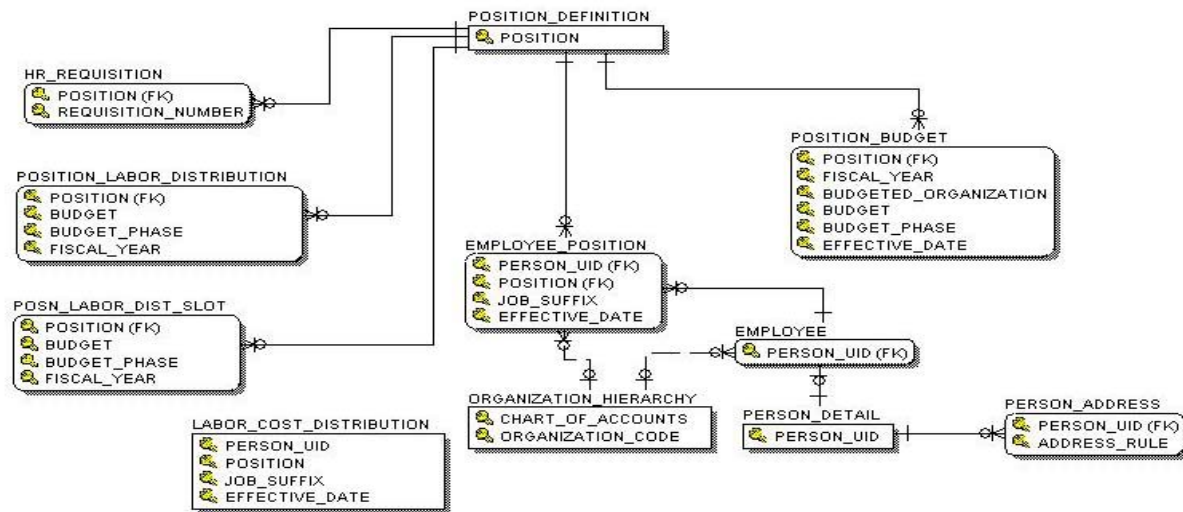 POSITION_DEFINITION
POSITION
HR_REQUISITION
POSITION (FK)
REQUISITION_NUMBER
POSITION_LABOR_DISTRIBUTION
POSITION (FK)
BUDGET
BUDGET_PHASE
FISCAL_YEAR
POSN_LABOR_DIST_SLOT
POSITION (FK)
BUDGET
BUDGET_PHASE
FISCAL_YEAR
POSITION_BUDGET
POSITION (FK)
FISCAL_YEAR
BUDGETED_ORGANIZATION
BUDGET
BUDGET_PHASE
EFFECTIVE_DATE
EMPLOYEE_POSITION
PERSON_UID (FK)
POSITION (FK)
JOB_SUFFIX
EFFECTIVE_DATE
EMPLOYEE
PERSON_UID (FK)
LABOR_COST_DISTRIBUTION
PERSON_UID
POSITION
JOB_SUFFIX
EFFECTIVE_DATE
ORGANIZATION_HIERARCHY
CHART_OF_ACCOUNTS
ORGANIZATION_CODE
PERSON_DETAIL
PERSON_UID
PERSON_ADDRESS
PERSON_UID (FK)
ADDRESS_RULE